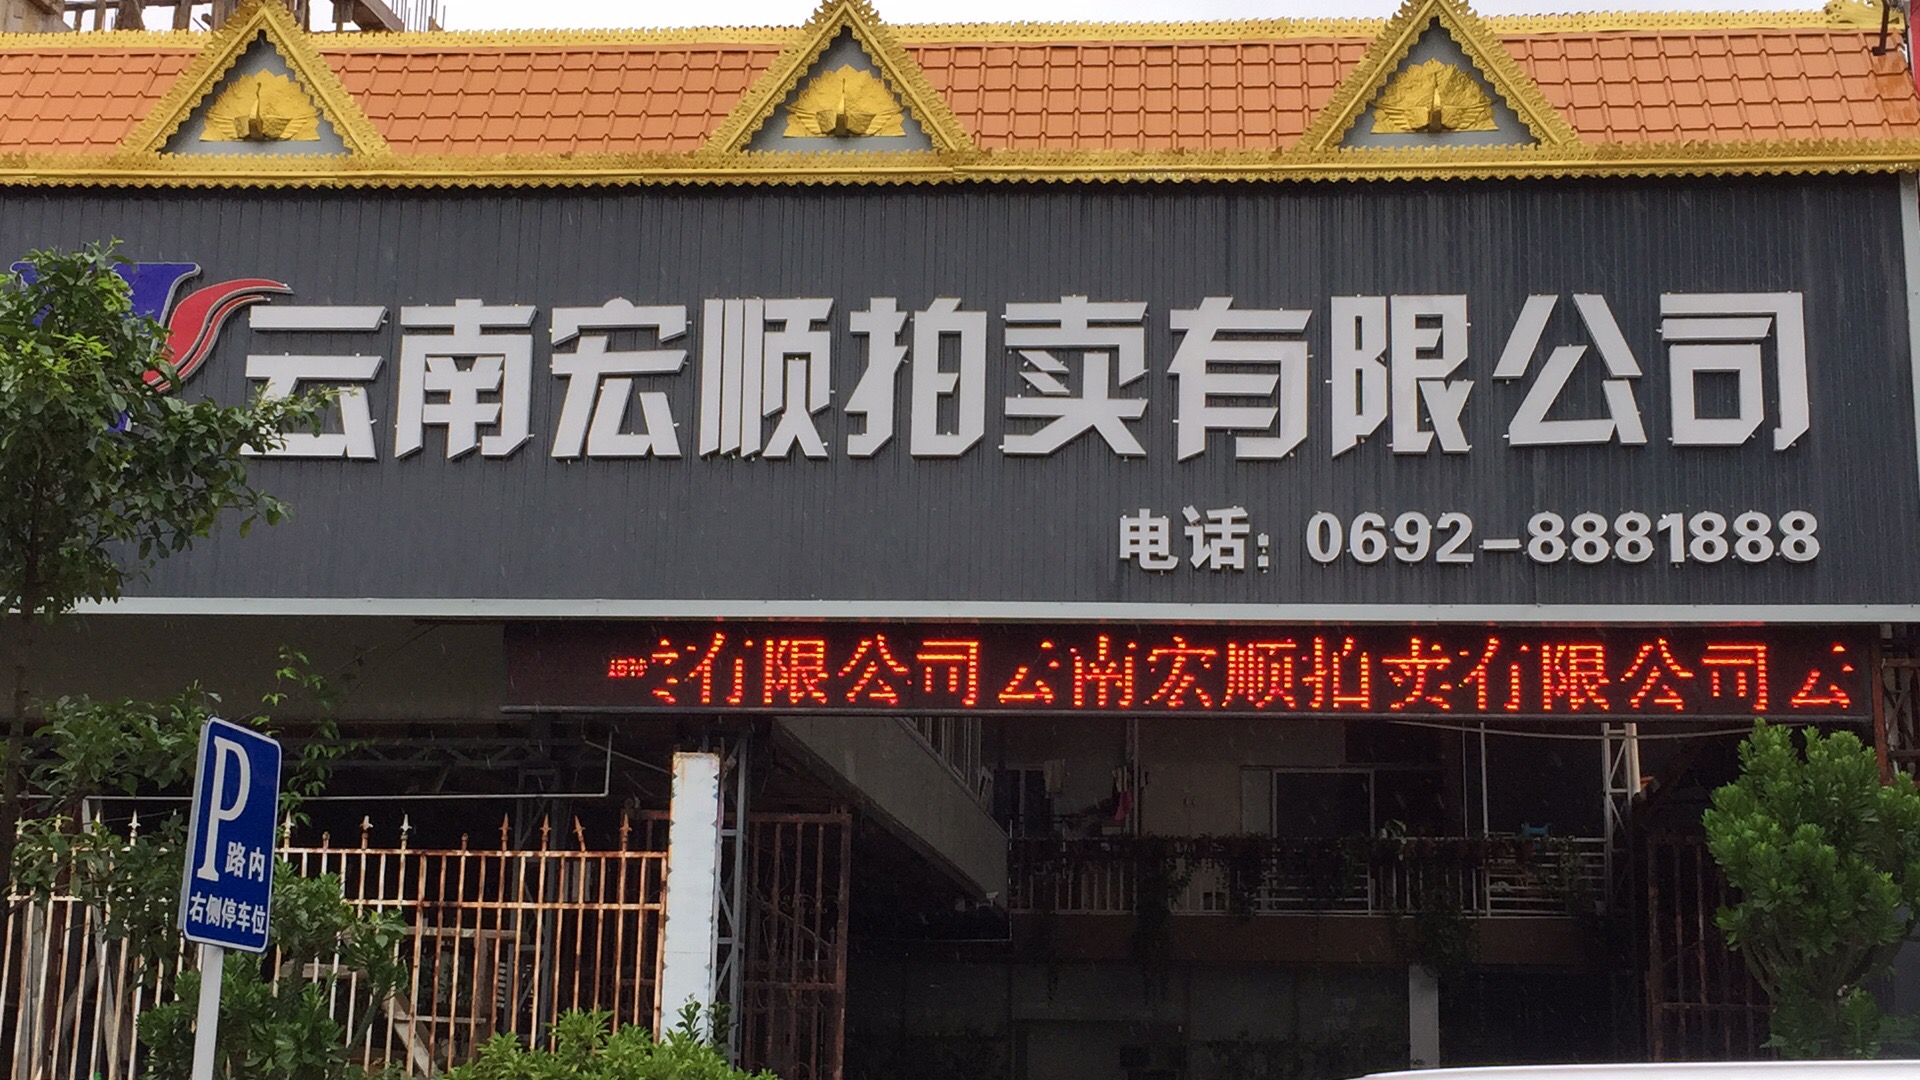 云南宏顺拍卖有限公司
电话：0692-8881888
有限公司云南宏顺拍卖有限公司云
P
路内
右侧停车位